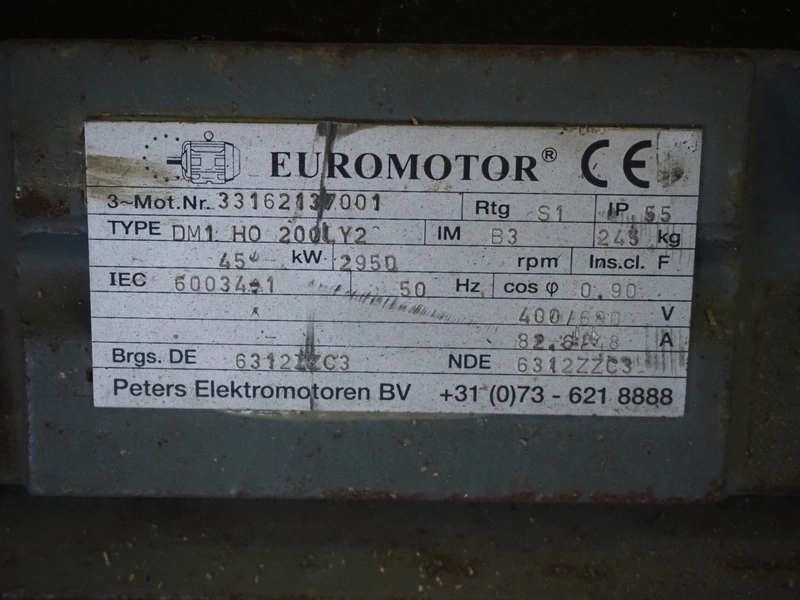 EUROMOTOR® CE
3~Mot.Nr. 33162137001 Rtg S1 IP 55
TYPE DM1 HO 200LY2 IM B3 245 kg
45 kW 2950 rpm Ins.cl. F
IEC 60034-1 50 Hz cos φ 0.90
400/690 V
A
Brgs. DE 6312ZZC3 NDE 6312ZZC3
Peters Elektromotoren BV +31 (0)73 - 621 8888